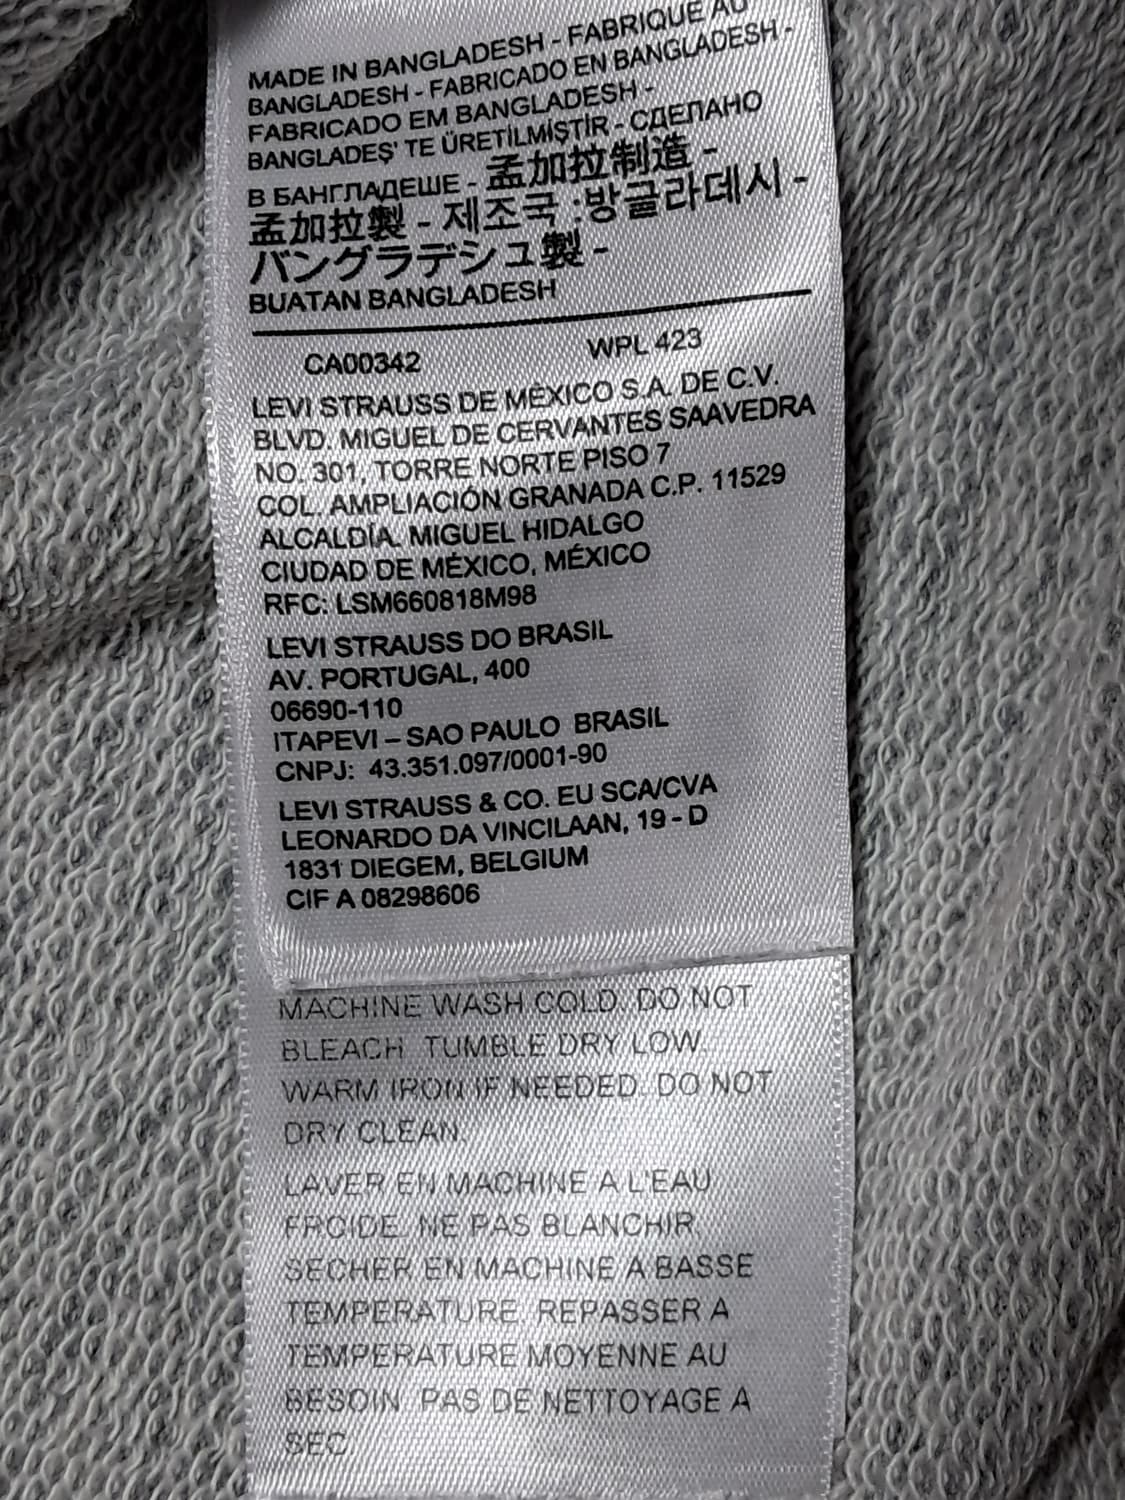 MADE IN BANGLADESH - FABRIQUÉ AU
BANGLADESH - FABRICADO EN BANGLADESH -
FABRICADO EM BANGLADESH -
BANGLADEŞ' TE ÜRETİLMİŞTİR - СДЕЛАНО
В БАНГЛАДЕШЕ - 孟加拉制造 -
孟加拉製 - 제조국 :방글라데시 -
バングラデシュ製 -
BUATAN BANGLADESH
CA00342 WPL 423
LEVI STRAUSS DE MÉXICO S.A. DE C.V.
BLVD. MIGUEL DE CERVANTES SAAVEDRA
NO. 301, TORRE NORTE PISO 7
COL. AMPLIACIÓN GRANADA C.P. 11529
ALCALDÍA. MIGUEL HIDALGO
CIUDAD DE MÉXICO, MÉXICO
RFC: LSM660818M98
LEVI STRAUSS DO BRASIL
AV. PORTUGAL, 400
06690-110
ITAPEVI – SAO PAULO BRASIL
CNPJ: 43.351.097/0001-90
LEVI STRAUSS & CO. EU SCA/CVA
LEONARDO DA VINCILAAN, 19 - D
1831 DIEGEM, BELGIUM
CIF A 08298606
MACHINE WASH COLD. DO NOT
BLEACH. TUMBLE DRY LOW.
WARM IRON IF NEEDED. DO NOT
DRY CLEAN.
LAVER EN MACHINE A L'EAU
FROIDE. NE PAS BLANCHIR.
SECHER EN MACHINE A BASSE
TEMPERATURE. REPASSER A
TEMPERATURE MOYENNE AU
BESOIN. PAS DE NETTOYAGE A
SEC.